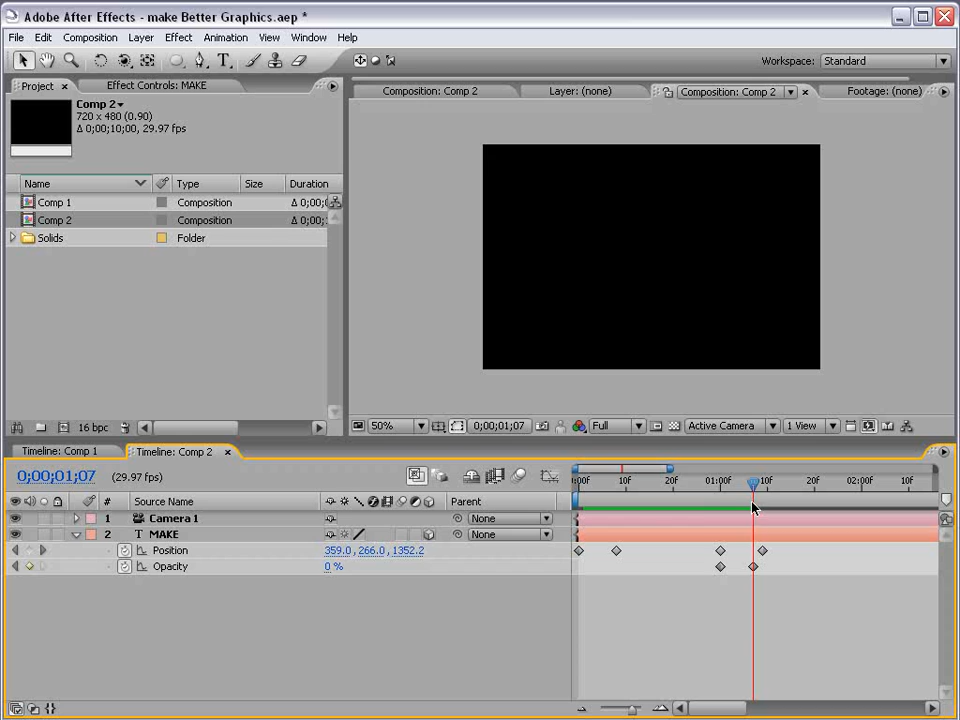 Adobe After Effects - make Better Graphics.aep *
File Edit Composition Layer Effect Animation View Window Help
Workspace: Standard
Project × Effect Controls: MAKE
Composition: Comp 2 Layer: (none) Composition: Comp 2 × Footage: (none)
Comp 2
720 x 480 (0.90)
Δ 0;00;10;00, 29.97 fps
Name Type Size Duration
Comp 1 Composition Δ 0;00;
Comp 2 Composition Δ 0;00;
Solids Folder
16 bpc
50% 0;00;01;07 Full Active Camera 1 View
Timeline: Comp 1 Timeline: Comp 2 ×
0;00;01;07 (29.97 fps)
:00F 10F 20F 01:00F 10F 20F 02:00F 10F
# Source Name Parent
1 Camera 1 None
2 T MAKE None
Position 359.0, 266.0, 1352.2
Opacity 0 %